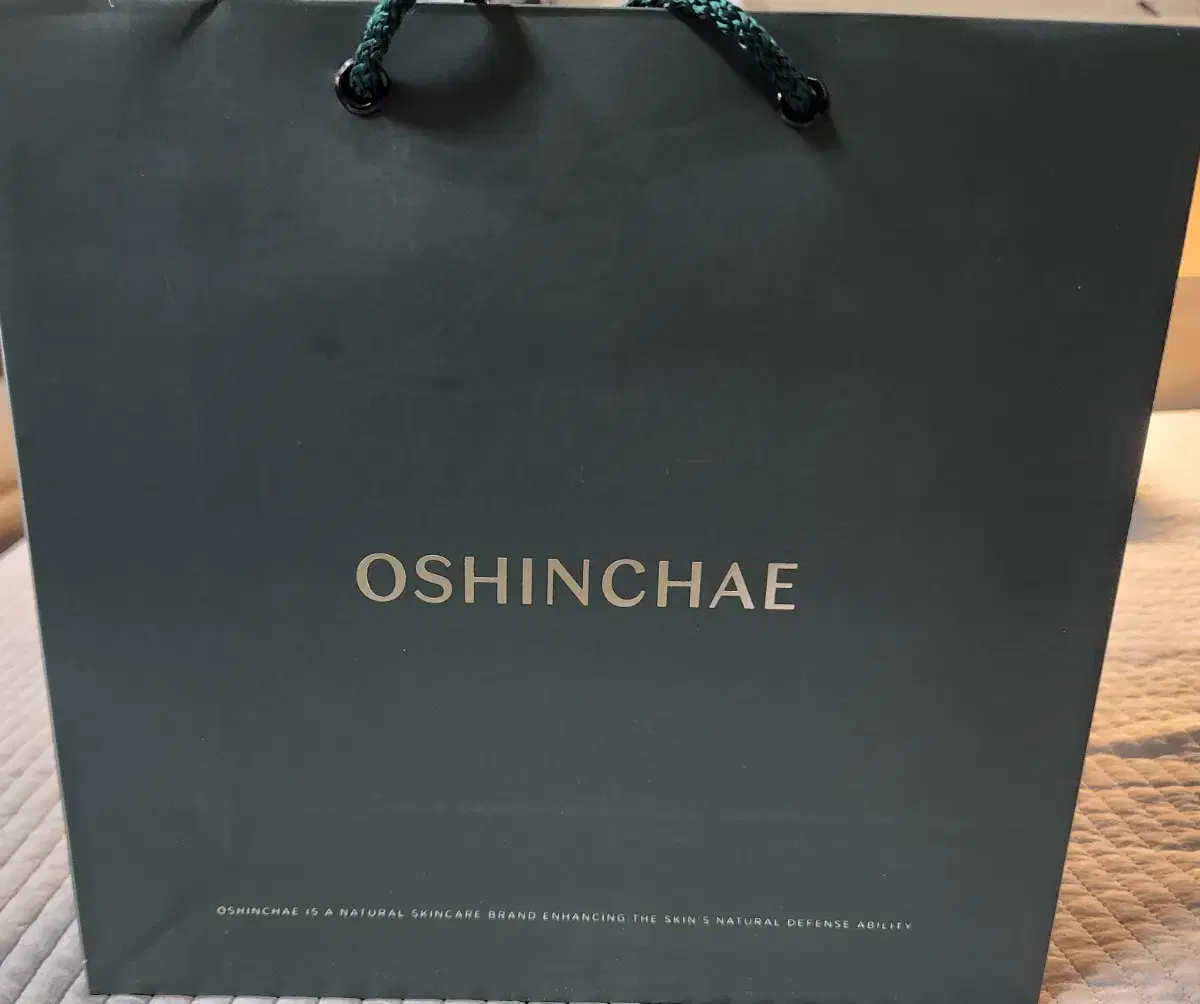 OSHINCHAE
OSHINCHAE IS A NATURAL SKINCARE BRAND ENHANCING THE SKIN'S NATURAL DEFENSE ABILITY